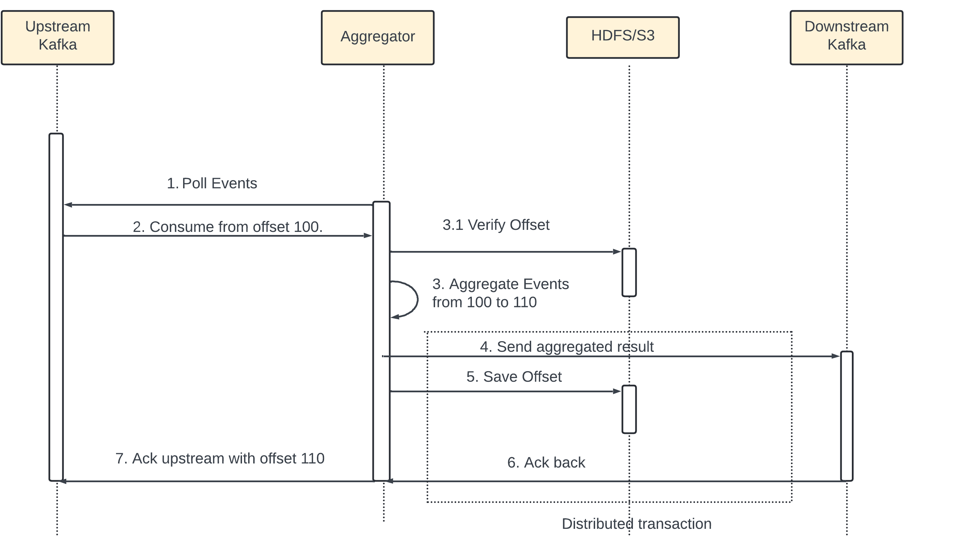 Upstream
Kafka
Aggregator
HDFS/S3
Downstream
Kafka
1. Poll Events
2. Consume from offset 100.
3.1 Verify Offset
3. Aggregate Events
from 100 to 110
4. Send aggregated result
5. Save Offset
7. Ack upstream with offset 110
6. Ack back
Distributed transaction